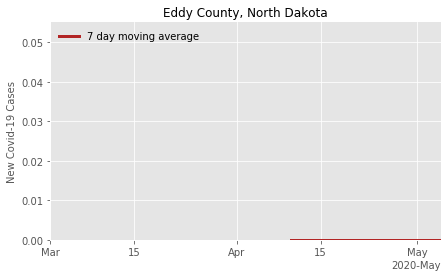 Eddy County, North Dakota
7 day moving average
New Covid-19 Cases
0.05
0.04
0.03
0.02
0.01
0.00
Mar 15 Apr 15 May
2020-May